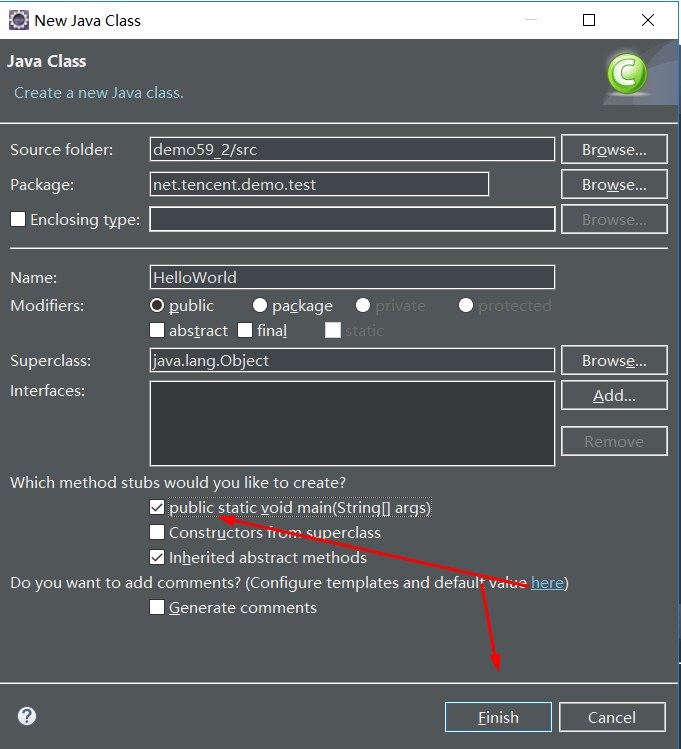 New Java Class
Java Class
Create a new Java class.
Source folder: demo59_2/src Browse...
Package: net.tencent.demo.test Browse...
Enclosing type: Browse...
Name: HelloWorld
Modifiers: public package private protected
abstract final static
Superclass: java.lang.Object Browse...
Interfaces: Add...
Remove
Which method stubs would you like to create?
public static void main(String[] args)
Constructors from superclass
Inherited abstract methods
Do you want to add comments? (Configure templates and default value here)
Generate comments
? Finish Cancel